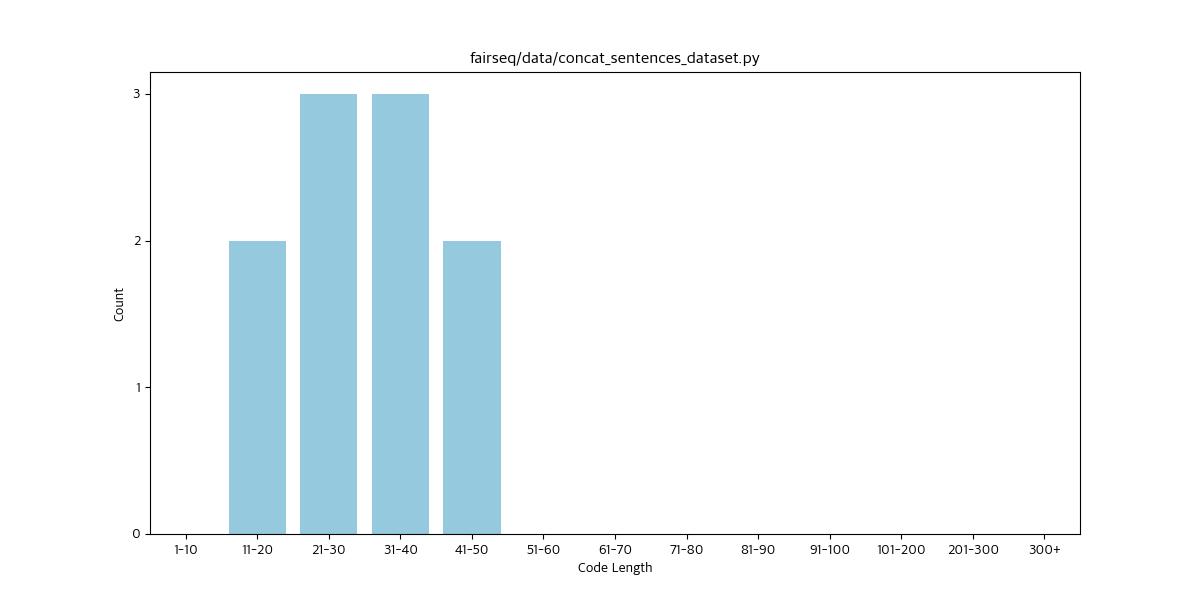 fairseq/data/concat_sentences_dataset.py
3
2
1
0
Count
1-10 11-20 21-30 31-40 41-50 51-60 61-70 71-80 81-90 91-100 101-200 201-300 300+
Code Length